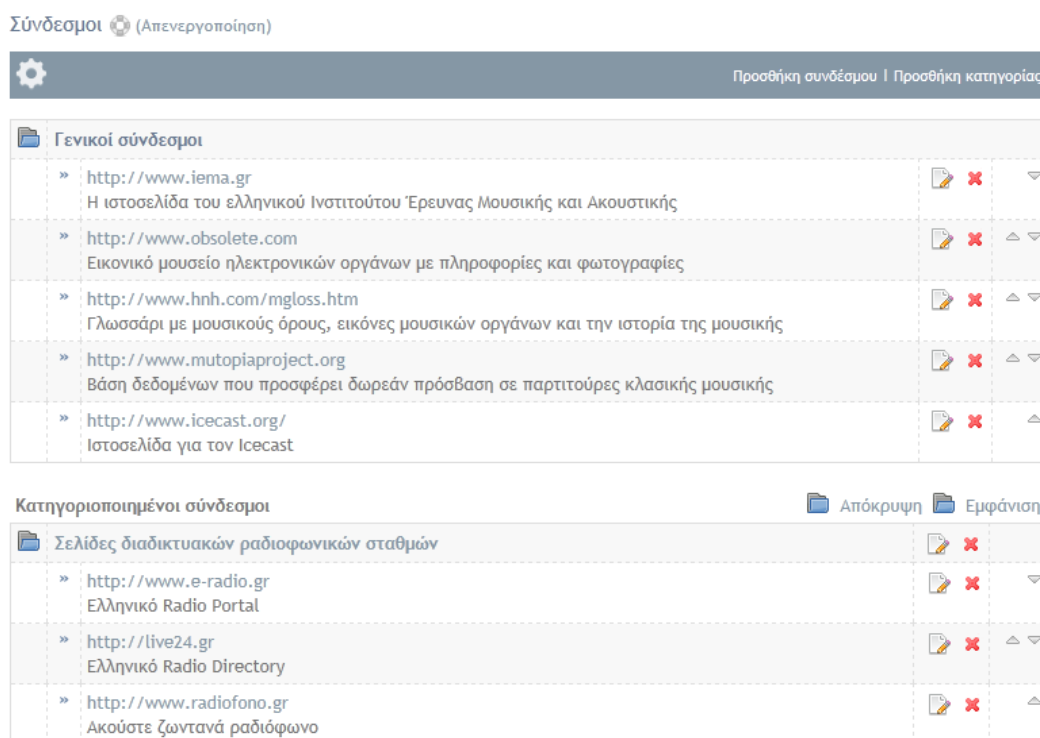 Σύνδεσμοι (Απενεργοποίηση)
Προσθήκη συνδέσμου | Προσθήκη κατηγορίας
Γενικοί σύνδεσμοι
» http://www.iema.gr
Η ιστοσελίδα του ελληνικού Ινστιτούτου Έρευνας Μουσικής και Ακουστικής
» http://www.obsolete.com
Εικονικό μουσείο ηλεκτρονικών οργάνων με πληροφορίες και φωτογραφίες
» http://www.hnh.com/mgloss.htm
Γλωσσάρι με μουσικούς όρους, εικόνες μουσικών οργάνων και την ιστορία της μουσικής
» http://www.mutopiaproject.org
Βάση δεδομένων που προσφέρει δωρεάν πρόσβαση σε παρτιτούρες κλασικής μουσικής
» http://www.icecast.org/
Ιστοσελίδα για τον Icecast
Κατηγοριοποιημένοι σύνδεσμοι Απόκρυψη Εμφάνιση
Σελίδες διαδικτυακών ραδιοφωνικών σταθμών
» http://www.e-radio.gr
Ελληνικό Radio Portal
» http://live24.gr
Ελληνικό Radio Directory
» http://www.radiofono.gr
Ακούστε ζωντανά ραδιόφωνο